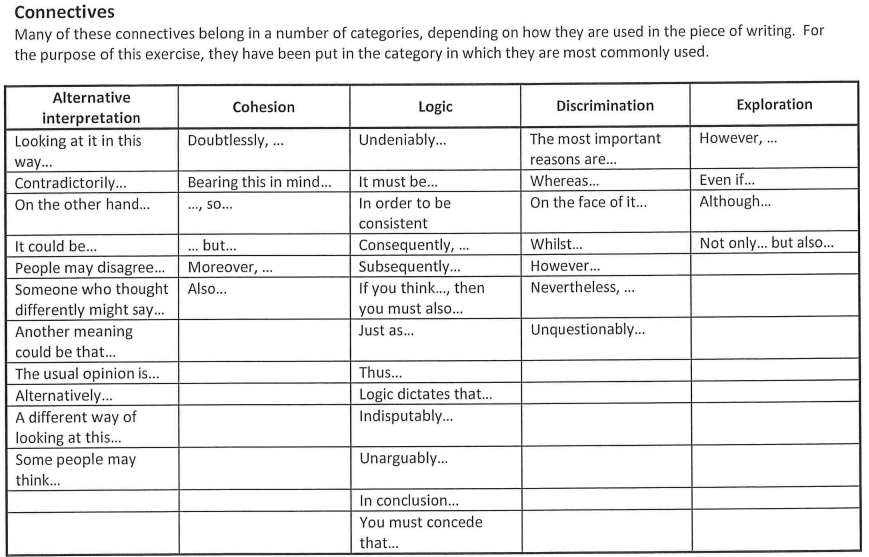 Connectives
Many of these connectives belong in a number of categories, depending on how they are used in the piece of writing. For
the purpose of this exercise, they have been put in the category in which they are most commonly used.
Alternative
interpretation
Cohesion
Logic
Discrimination
Exploration
Looking at it in this
way...
Doubtlessly, ...
Undeniably...
The most important
reasons are...
However, ...
Contradictorily...
Bearing this in mind...
It must be...
Whereas...
Even if...
On the other hand...
..., so...
In order to be
consistent
On the face of it...
Although...
It could be...
... but...
Consequently, ...
Whilst...
Not only... but also...
People may disagree...
Moreover, ...
Subsequently...
However...
Someone who thought
differently might say...
Also...
If you think..., then
you must also...
Nevertheless, ...
Another meaning
could be that...
Just as...
Unquestionably...
The usual opinion is...
Thus...
Alternatively...
Logic dictates that...
A different way of
looking at this...
Indisputably...
Some people may
think...
Unarguably...
In conclusion...
You must concede
that...